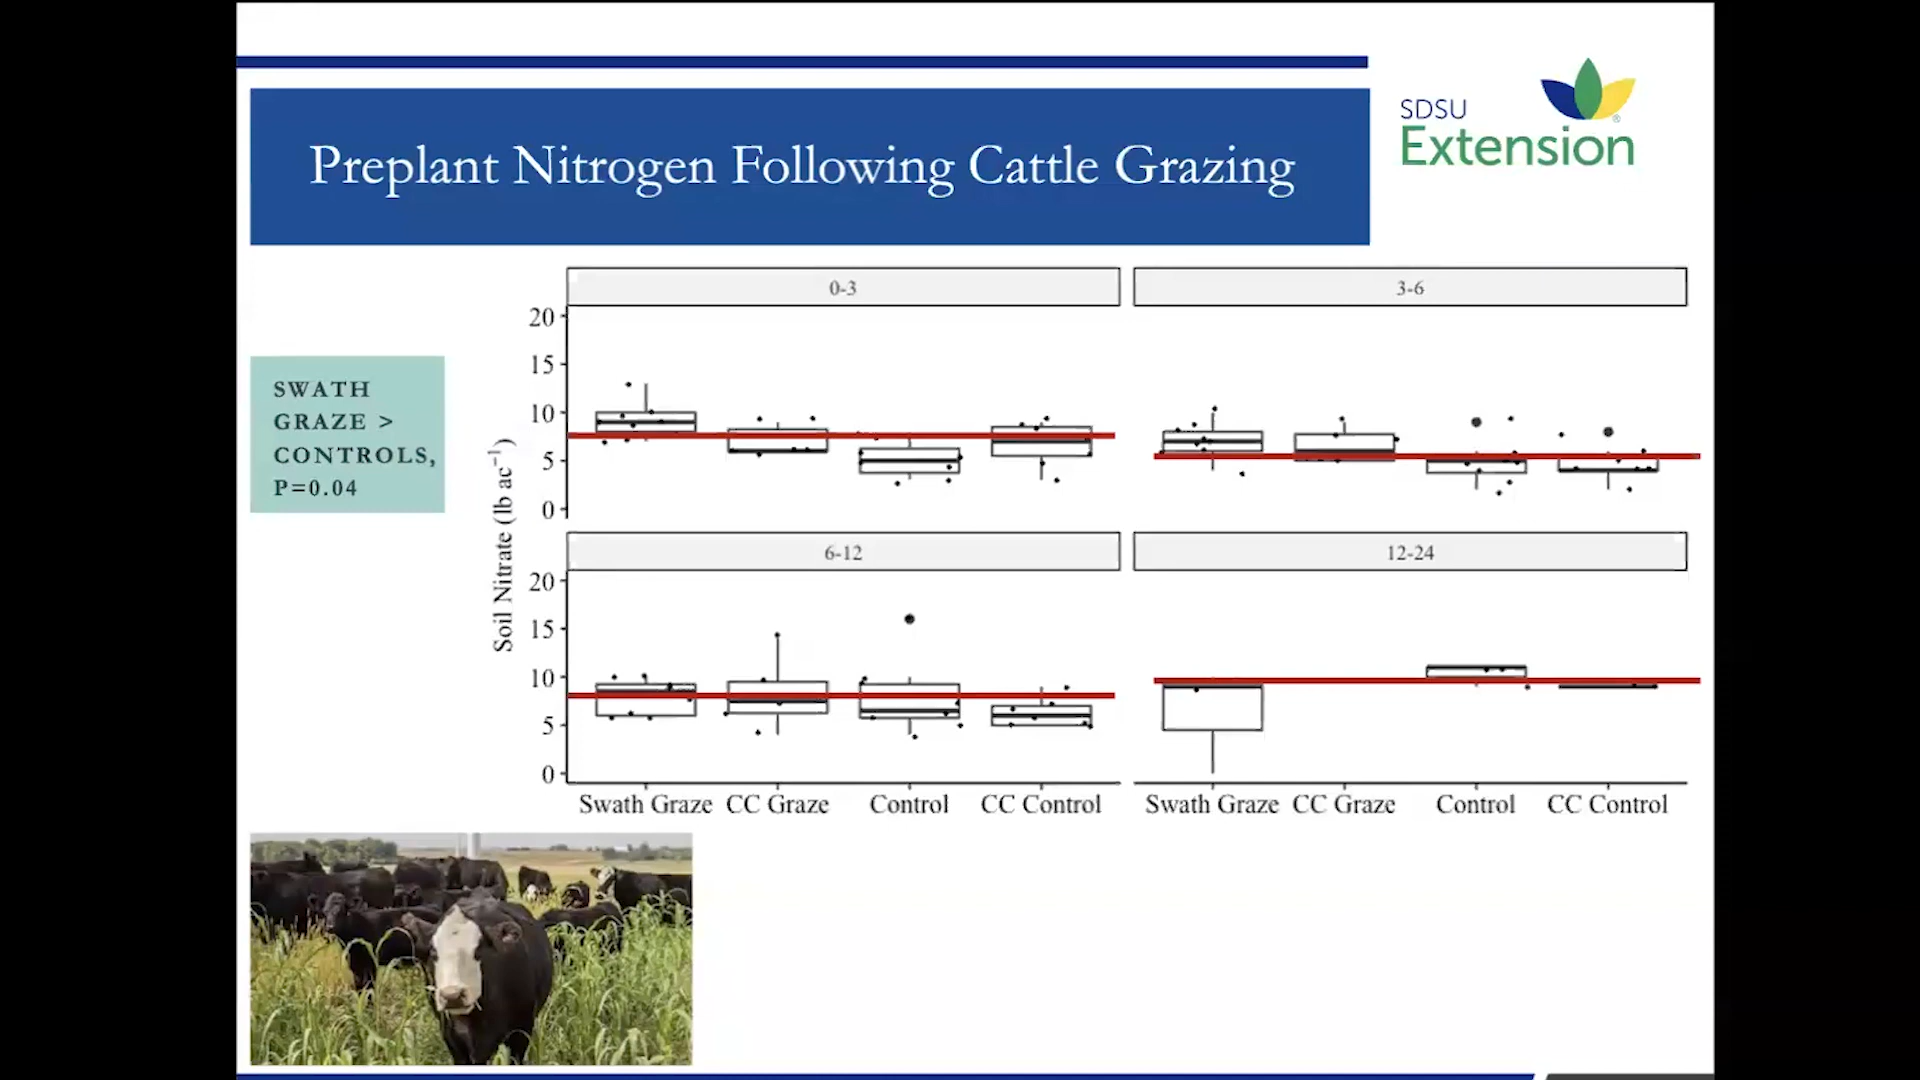 SDSU
Extension
Preplant Nitrogen Following Cattle Grazing
SWATH
GRAZE >
CONTROLS,
P=0.04
Soil Nitrate (lb ac⁻¹)
0-3
3-6
20
15
10
5
0
6-12
12-24
20
15
10
5
0
Swath Graze CC Graze Control CC Control
Swath Graze CC Graze Control CC Control